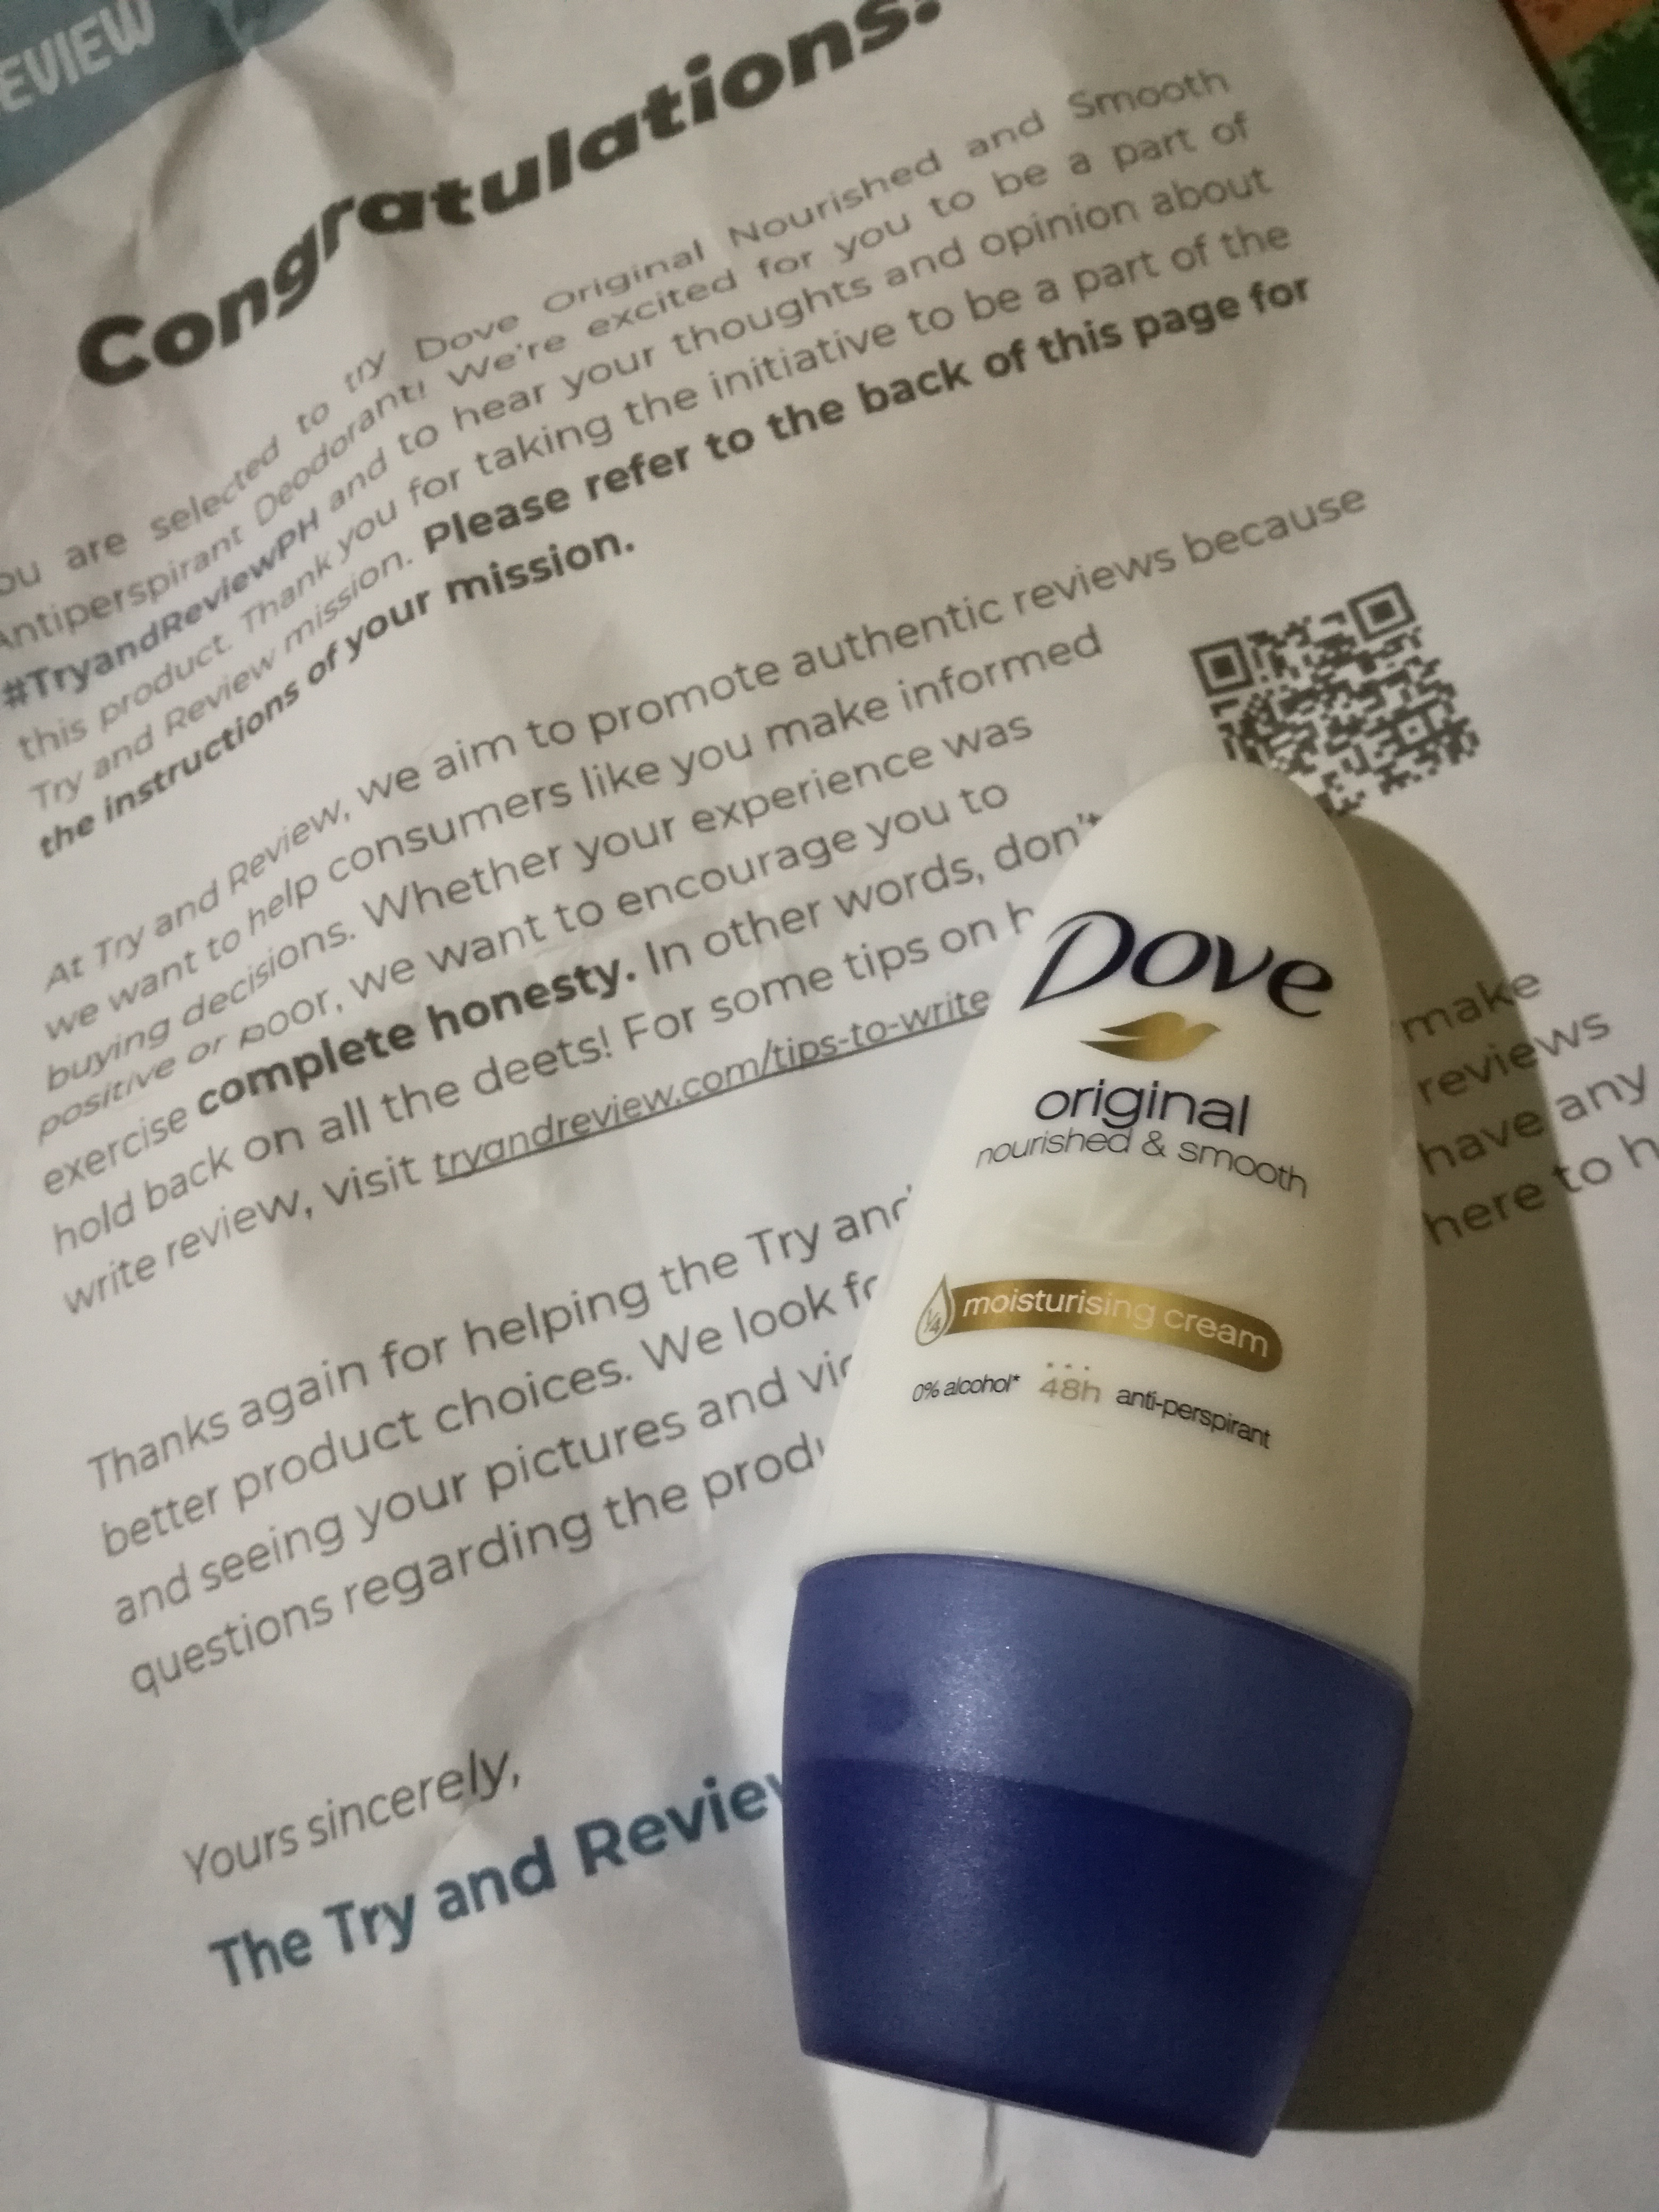 EVIEW
Congratulations!
ou are selected to try Dove Original Nourished and Smooth
Antiperspirant Deodorant! We're excited for you to be a part of
#TryandReviewPH and to hear your thoughts and opinion about
this product. Thank you for taking the initiative to be a part of the
Try and Review mission. Please refer to the back of this page for
the instructions of your mission.
At Try and Review, we aim to promote authentic reviews because
we want to help consumers like you make informed
buying decisions. Whether your experience was
positive or poor, we want to encourage you to
exercise complete honesty. In other words, don't
hold back on all the deets! For some tips on h
write review, visit tryandreview.com/tips-to-write
Thanks again for helping the Try and make
better product choices. We look fo reviews
and seeing your pictures and vid have any
questions regarding the produ here to h
Yours sincerely,
The Try and Review
Dove
original
nourished & smooth
1/4 moisturising cream
0% alcohol* 48h anti-perspirant